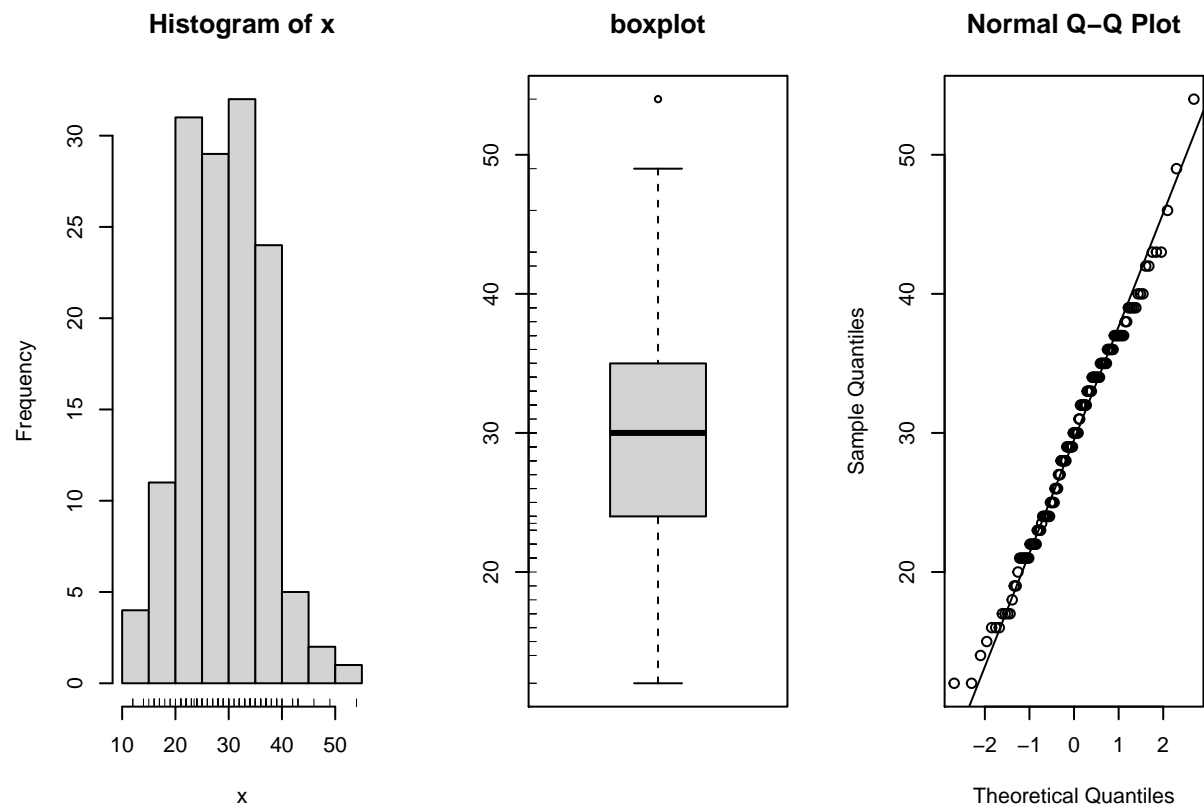 Histogram of x
Frequency
0
5
10
15
20
25
30
10 20 30 40 50
x
boxplot
20
30
40
50
Normal Q−Q Plot
Sample Quantiles
20
30
40
50
−2 −1 0 1 2
Theoretical Quantiles